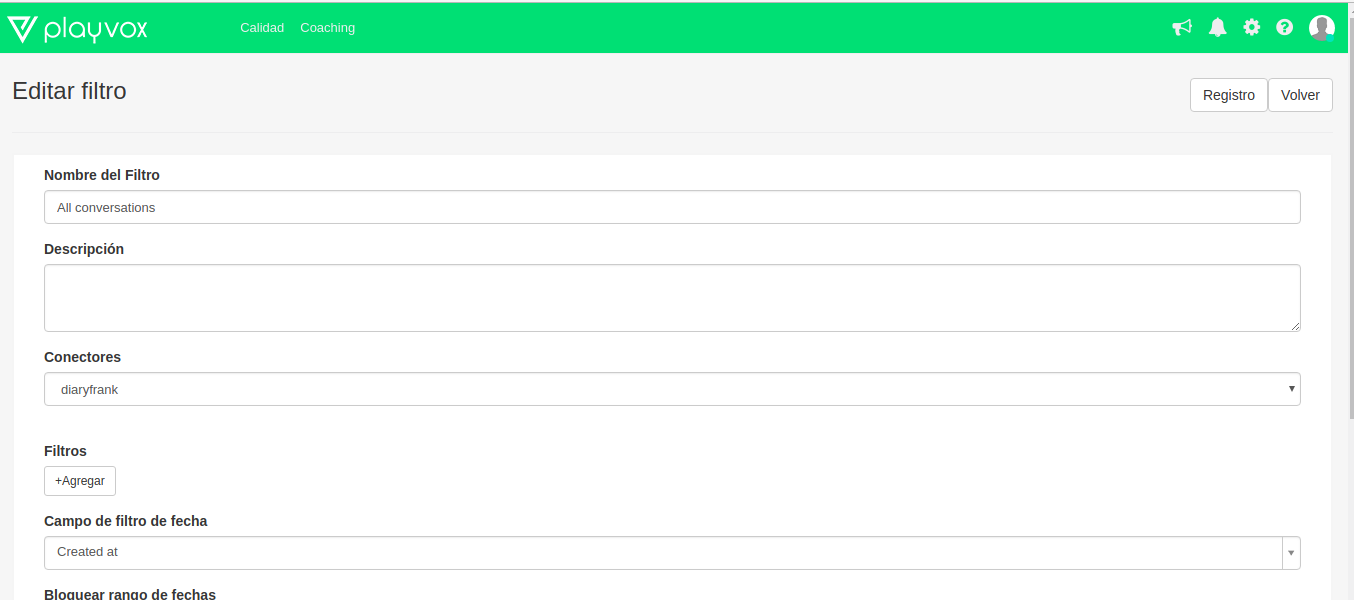 playvox
Calidad
Coaching
Editar filtro
Registro
Volver
Nombre del Filtro
All conversations
Descripción
Conectores
diaryfrank
Filtros
+Agregar
Campo de filtro de fecha
Created at
Bloquear rango de fechas